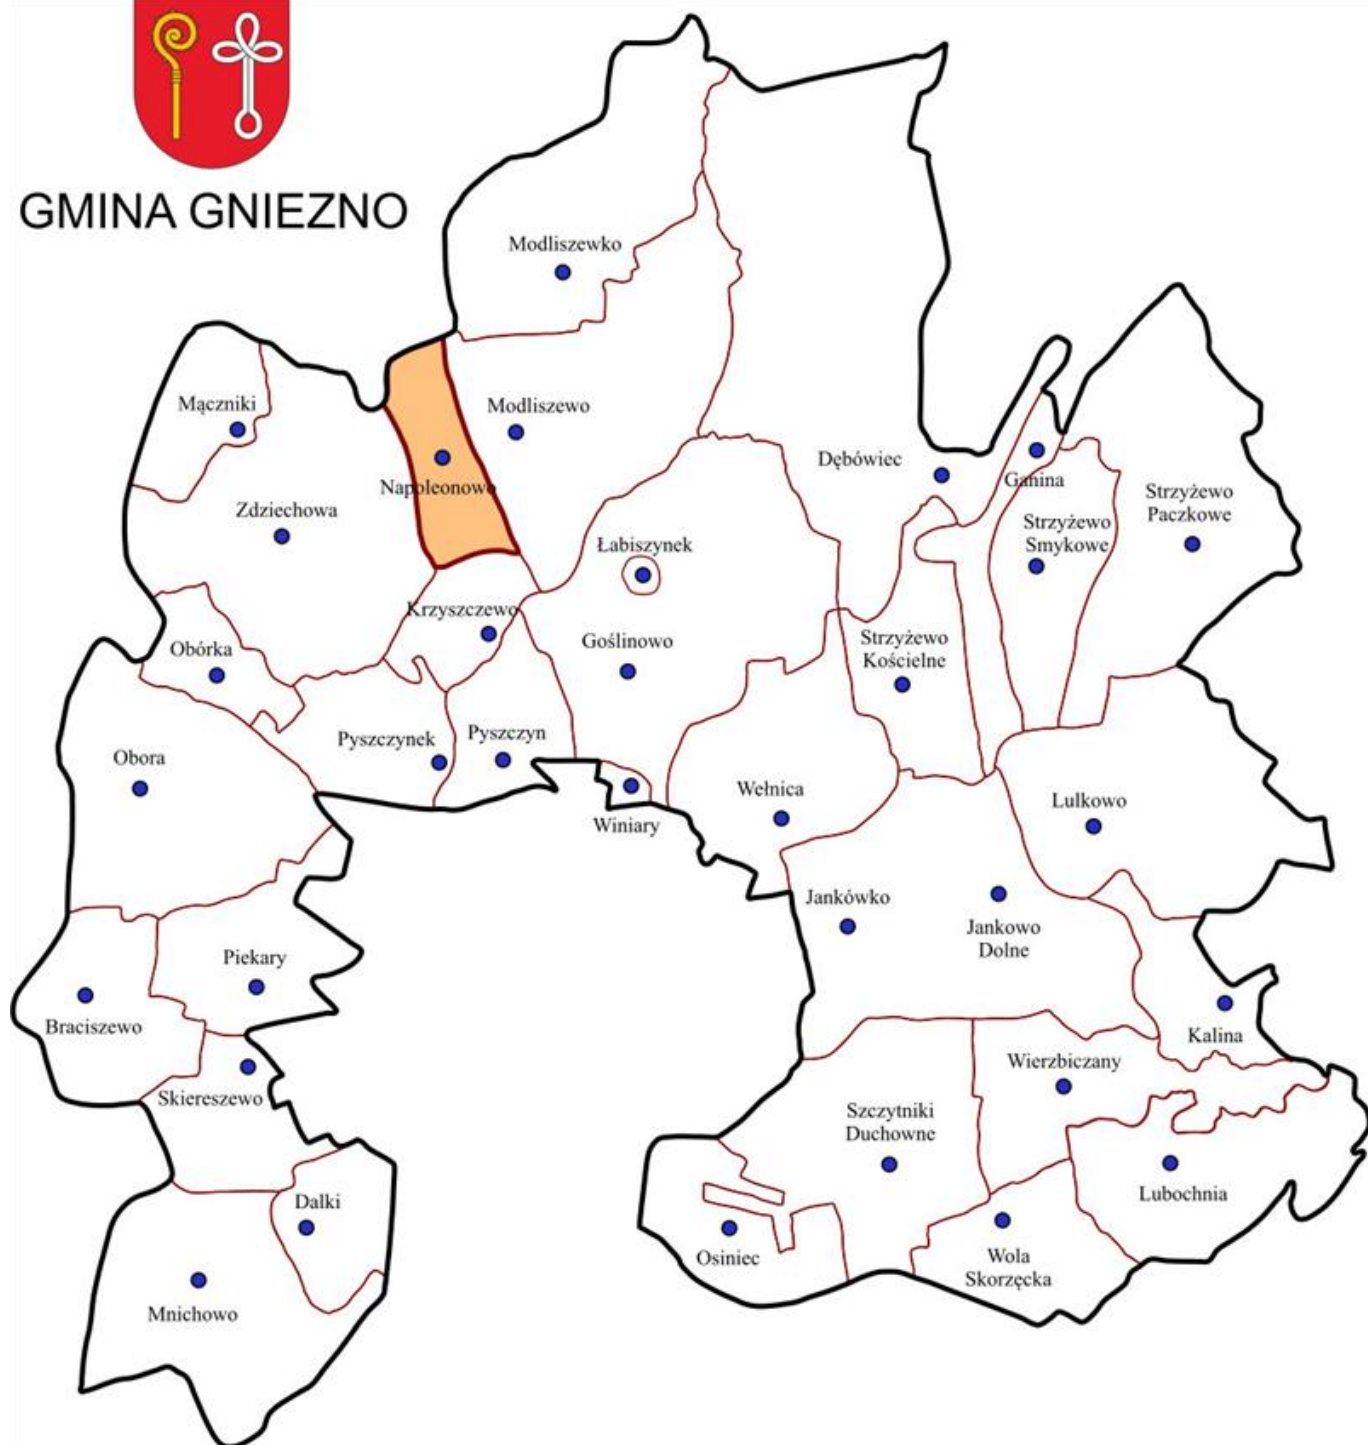 GMINA GNIEZNO
Modliszewko
Mączniki
Modliszewo
Dębówiec
Napoleonowo
Ganina
Zdziechowa
Strzyżewo
Smykowe
Strzyżewo
Paczkowe
Łabiszynek
Krzyszczewo
Obórka
Goślinowo
Strzyżewo
Kościelne
Pyszczynek
Pyszczyn
Obora
Winiary
Wełnica
Lulkowo
Jankówko
Jankowo
Dolne
Piekary
Braciszewo
Kalina
Skiereszewo
Wierzbiczany
Szczytniki
Duchowne
Dalki
Lubochnia
Osiniec
Wola
Skorzęcka
Mnichowo